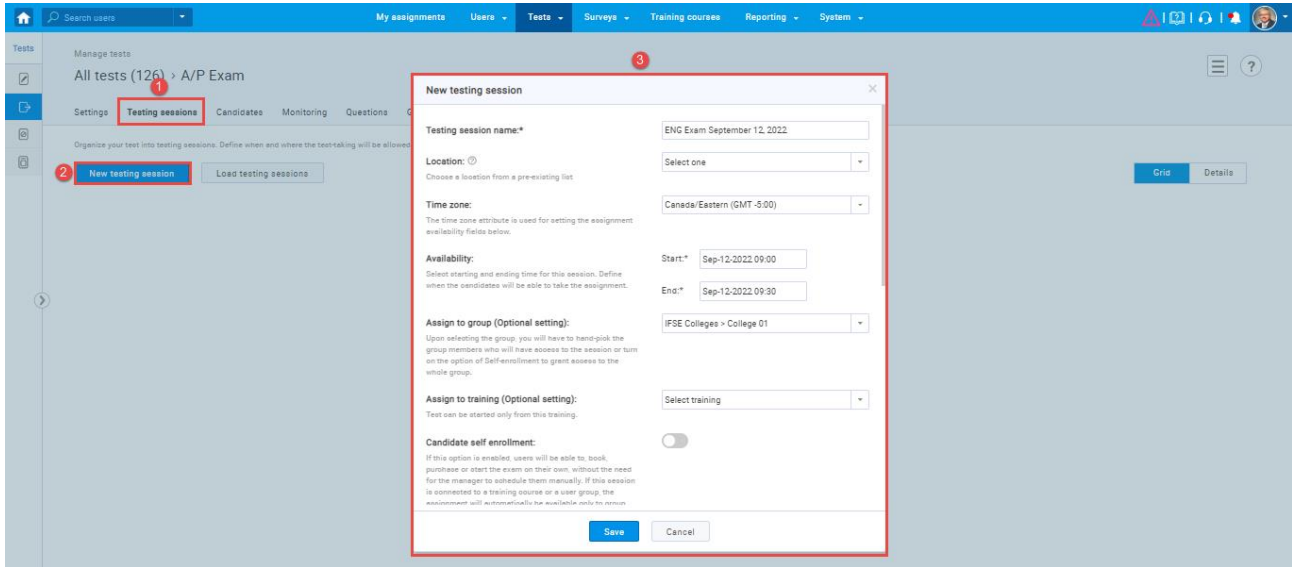 Search users
My assignments Users Tests Surveys Training courses Reporting System
Tests
Manage tests
All tests (126) › A/P Exam
1
3
Settings Testing sessions Candidates Monitoring Questions
Organize your test into testing sessions. Define when and where the test-taking will be allowed
2
New testing session Load testing sessions
Grid Details
?
New testing session
Testing session name:* ENG Exam September 12, 2022
Location: Select one
Choose a location from a pre-existing list
Time zone: Canada/Eastern (GMT -5:00)
The time zone attribute is used for setting the assignment
availability fields below.
Availability: Start:* Sep-12-2022 09:00
Select starting and ending time for this session. Define
when the candidates will be able to take the assignment.
End:* Sep-12-2022 09:30
Assign to group (Optional setting): IFSE Colleges > College 01
Upon selecting the group, you will have to hand-pick the
group members who will have access to the session or turn
on the option of Self-enrollment to grant access to the
whole group.
Assign to training (Optional setting): Select training
Test can be started only from this training.
Candidate self enrollment:
If this option is enabled, users will be able to, book,
purchase or start the exam on their own, without the need
for the manager to schedule them manually. If this session
is connected to a training course or a user group, the
assignment will automatically be available only to group
Save Cancel